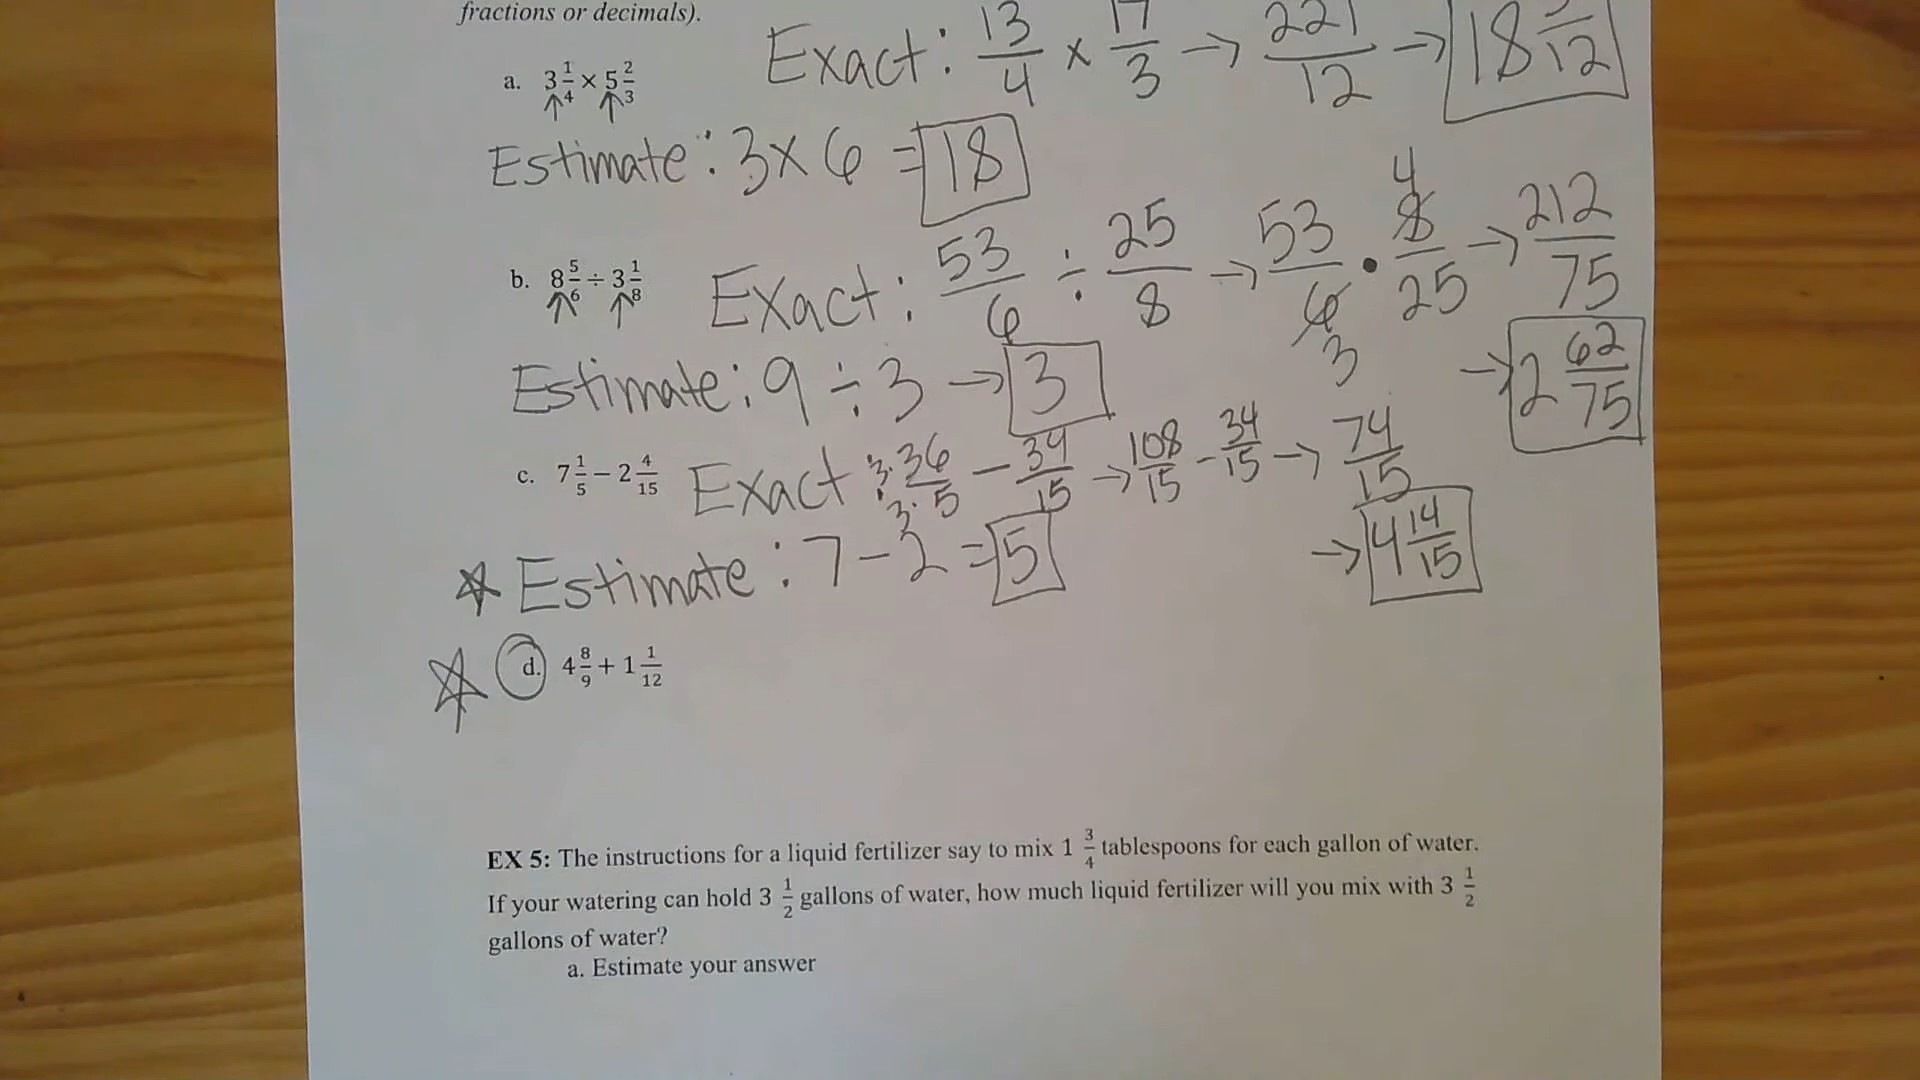 fractions or decimals).
a. 3 1/4 × 5 2/3
Exact: 13/4 × 17/3 → 221/12 → 18 5/12
Estimate: 3 × 6 = 18
b. 8 5/6 ÷ 3 1/8
Exact: 53/6 ÷ 25/8 → 53/6 • 8/25 → 212/75
4
3
→ 2 62/75
Estimate: 9 ÷ 3 → 3
c. 7 1/5 − 2 4/15
Exact: 3·36/3·5 − 34/15 → 108/15 − 34/15 → 74/15
→ 4 14/15
Estimate: 7 − 2 = 5
d. 4 8/9 + 1 1/12
EX 5: The instructions for a liquid fertilizer say to mix 1 3/4 tablespoons for each gallon of water.
If your watering can hold 3 1/2 gallons of water, how much liquid fertilizer will you mix with 3 1/2
gallons of water?
a. Estimate your answer